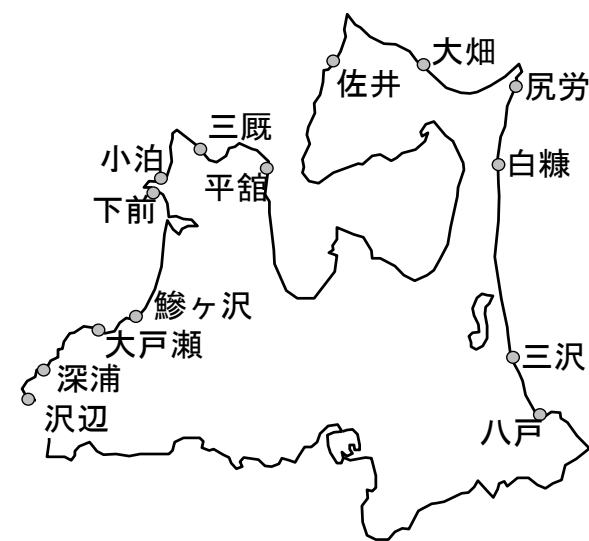 大畑
佐井
尻労
三厩
小泊
平舘
白糠
下前
鰺ヶ沢
大戸瀬
三沢
深浦
沢辺
八戸